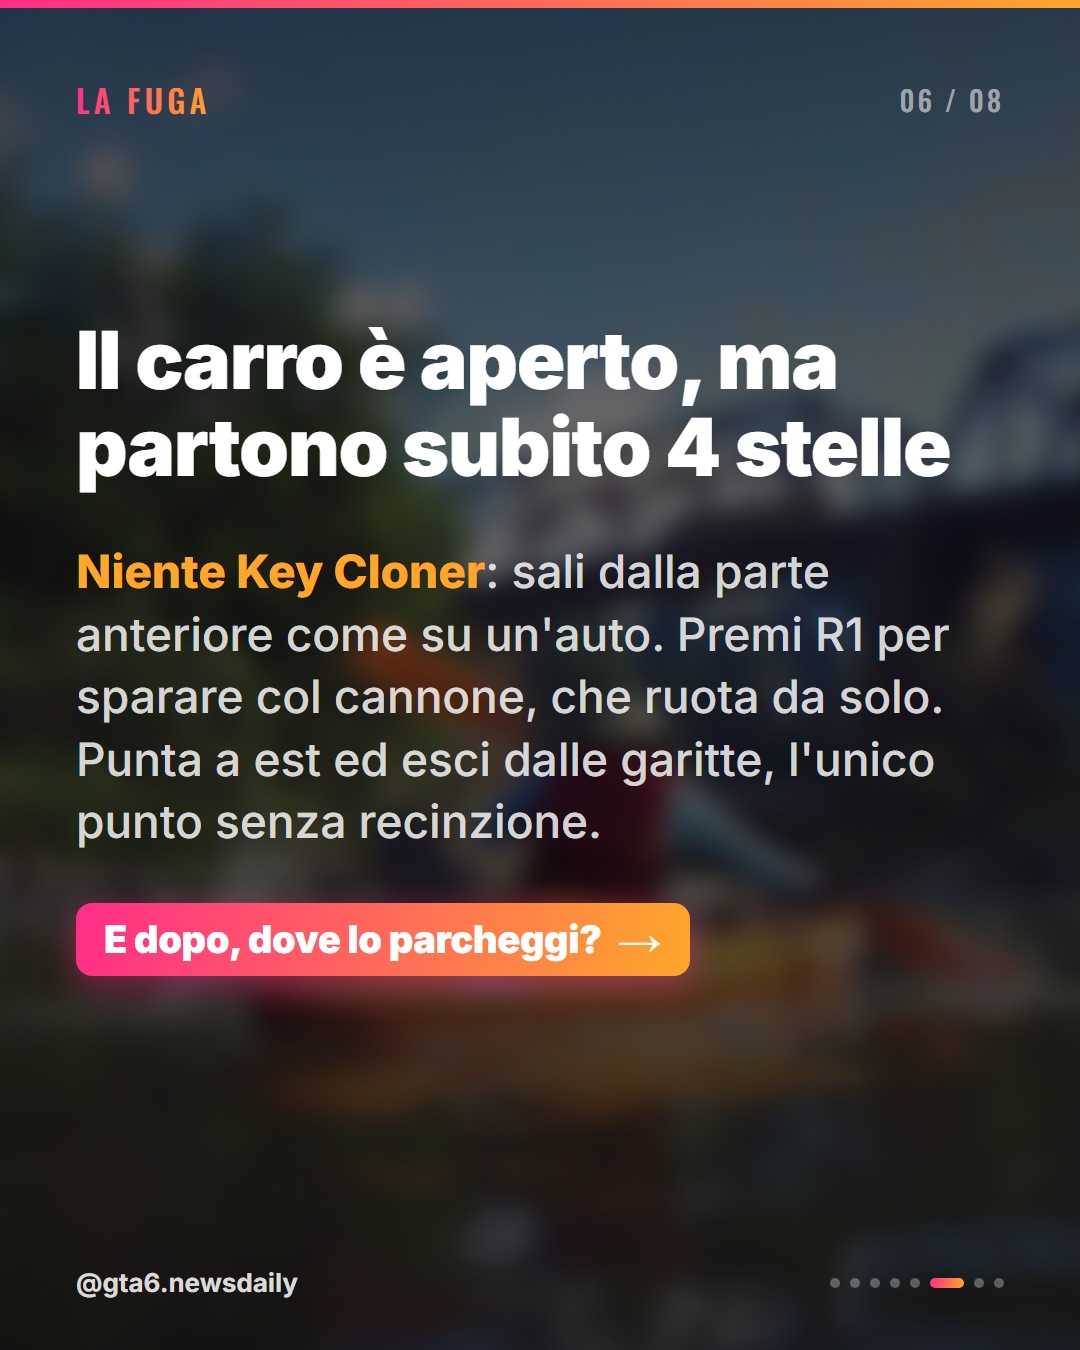 LA FUGA
06 / 08
Il carro è aperto, ma
partono subito 4 stelle
Niente Key Cloner: sali dalla parte
anteriore come su un'auto. Premi R1 per
sparare col cannone, che ruota da solo.
Punta a est ed esci dalle garitte, l'unico
punto senza recinzione.
E dopo, dove lo parcheggi? →
@gta6.newsdaily